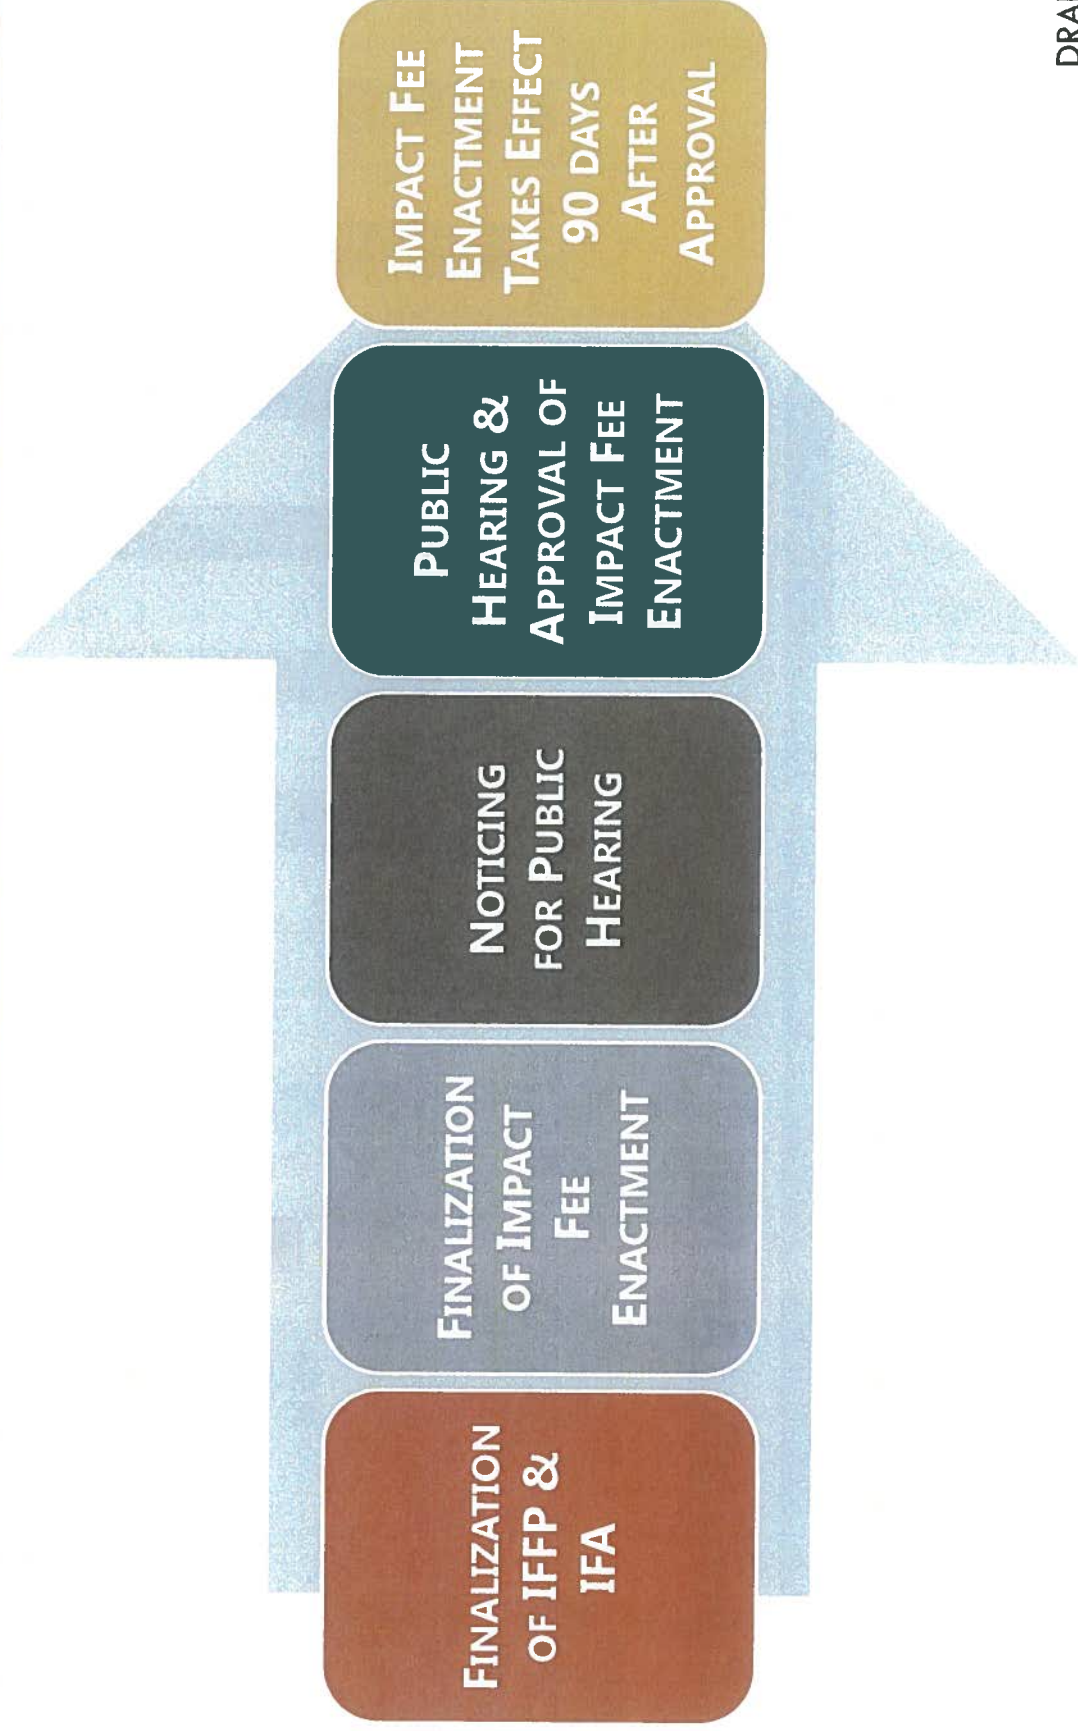 FINALIZATION
OF IFFP &
IFA
FINALIZATION
OF IMPACT
FEE
ENACTMENT
NOTICING
FOR PUBLIC
HEARING
PUBLIC
HEARING &
APPROVAL OF
IMPACT FEE
ENACTMENT
IMPACT FEE
ENACTMENT
TAKES EFFECT
90 DAYS
AFTER
APPROVAL